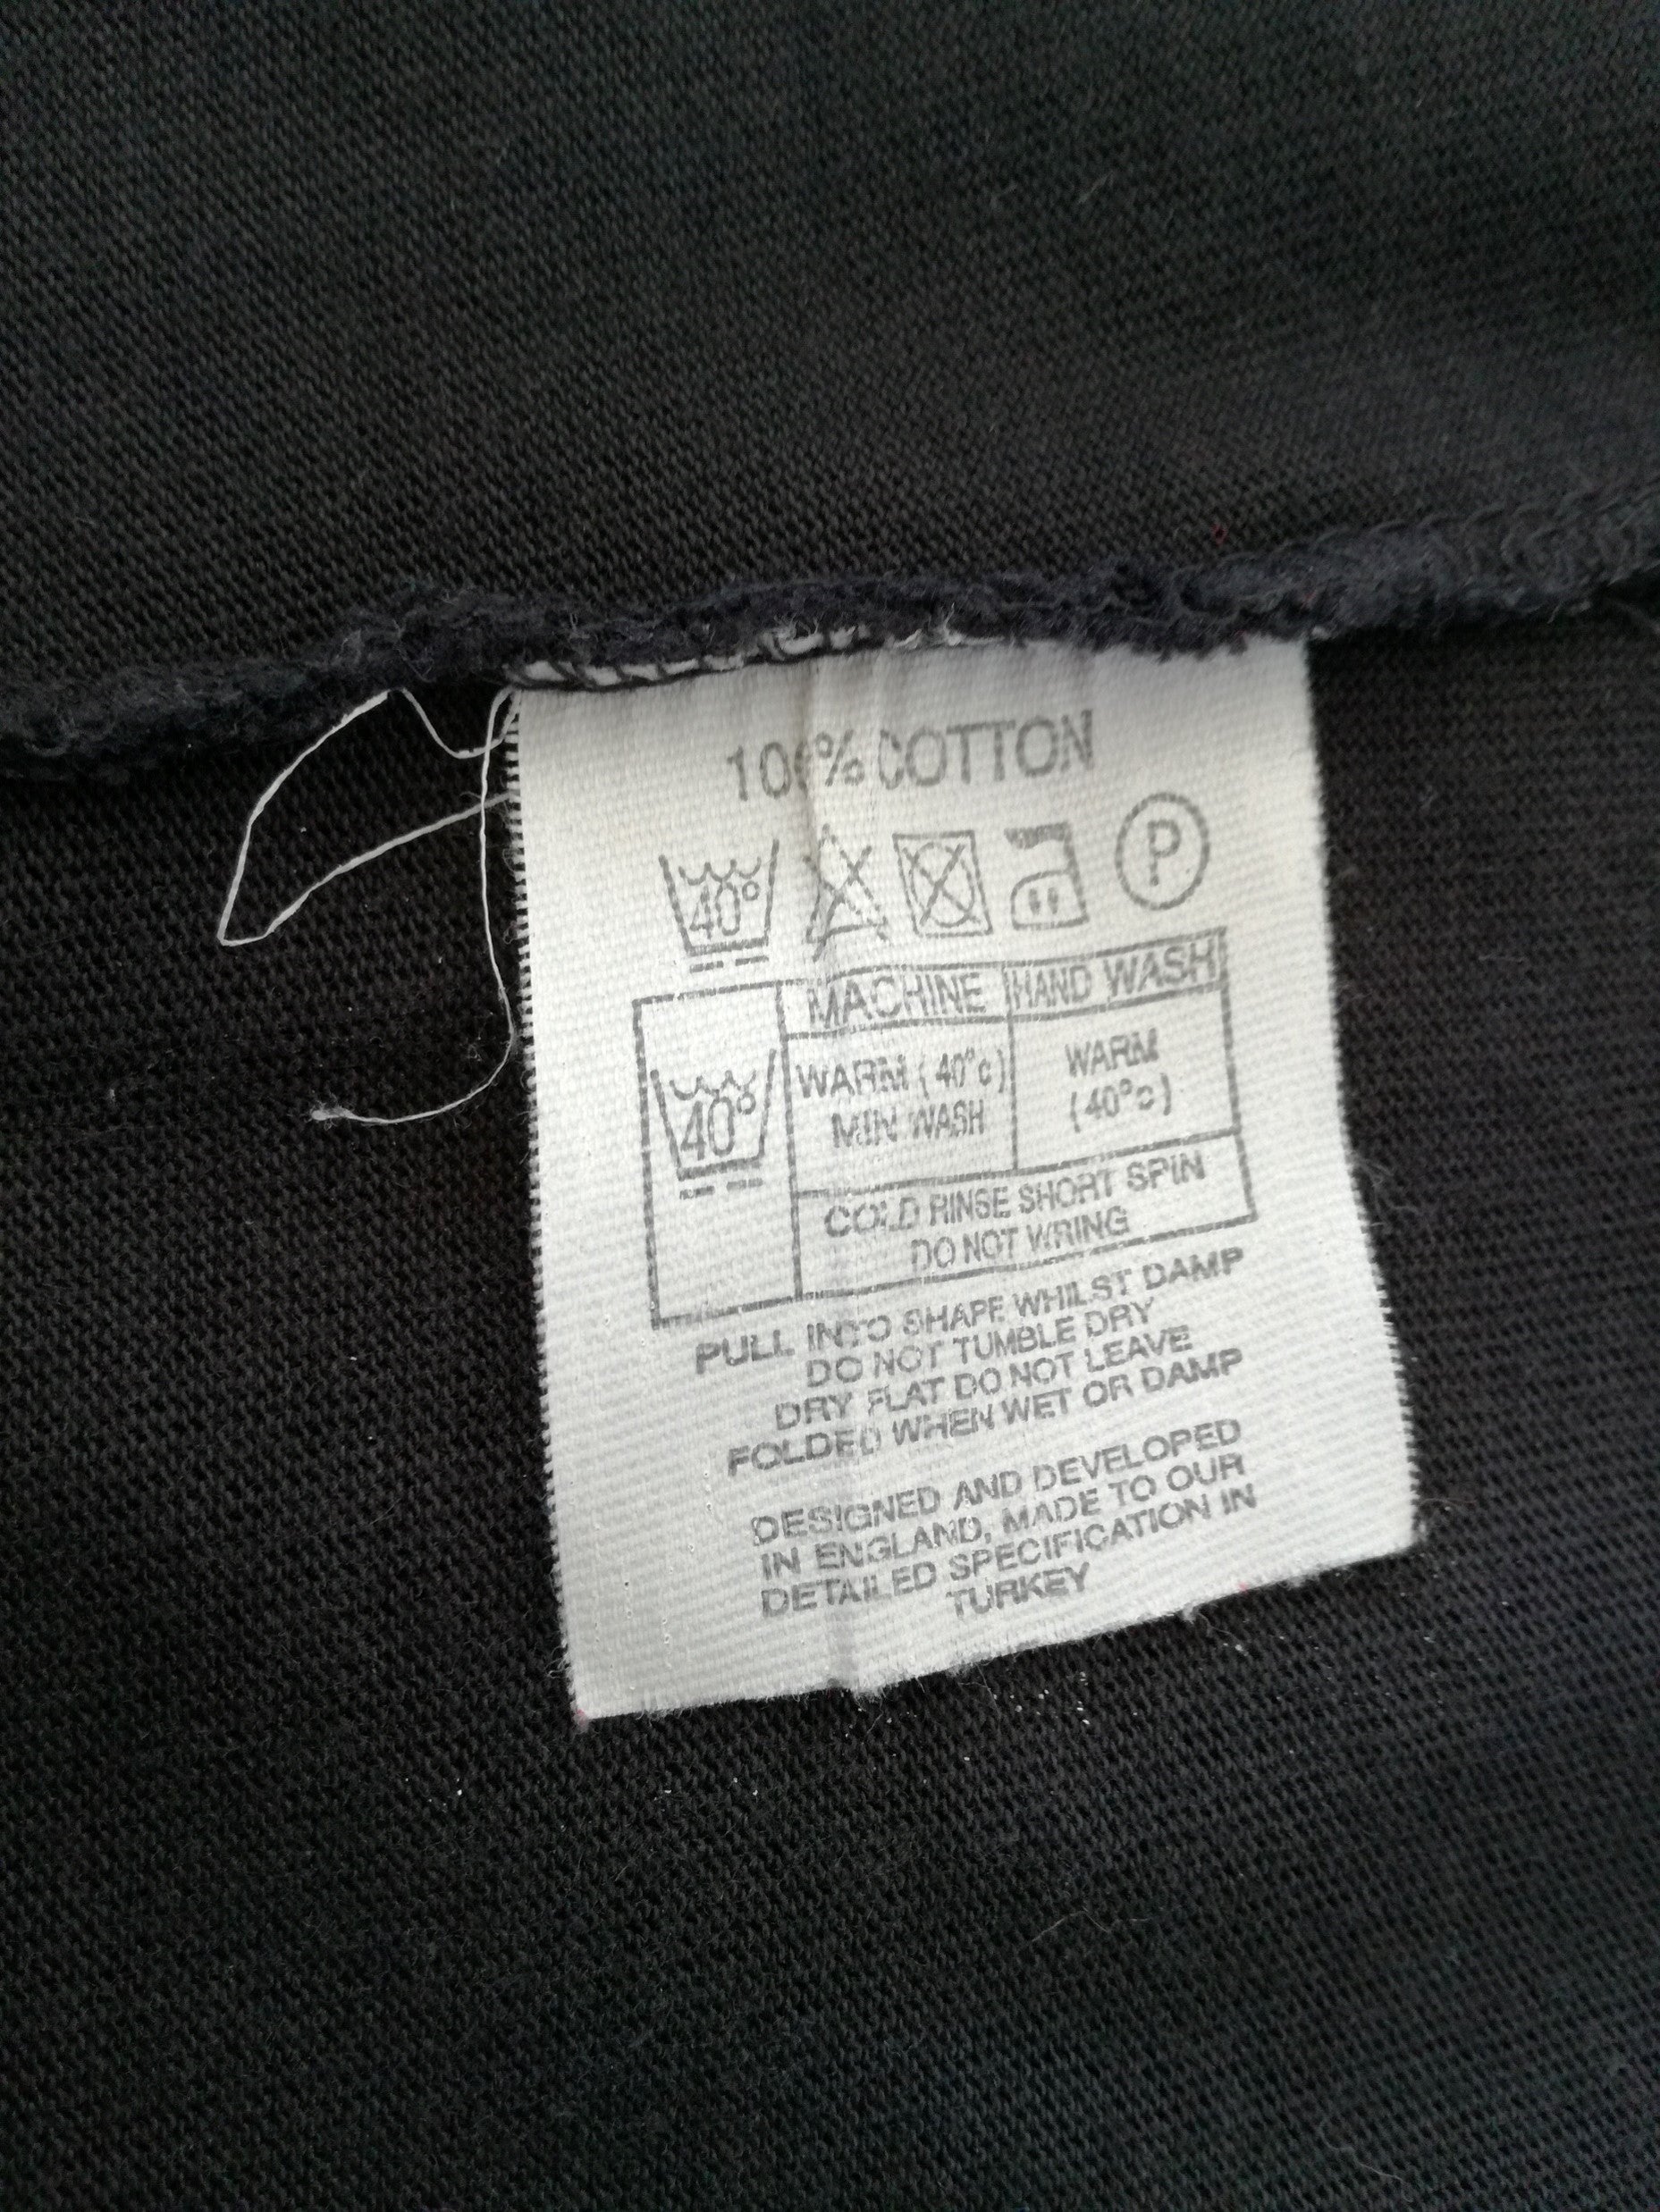 100% COTTON
40° P
MACHINE HAND WASH
40° WARM (40°c) WARM
MIN WASH (40°c)
COLD RINSE SHORT SPIN
DO NOT WRING
PULL INTO SHAPE WHILST DAMP
DO NOT TUMBLE DRY
DRY FLAT DO NOT LEAVE
FOLDED WHEN WET OR DAMP
DESIGNED AND DEVELOPED
IN ENGLAND, MADE TO OUR
DETAILED SPECIFICATION IN
TURKEY